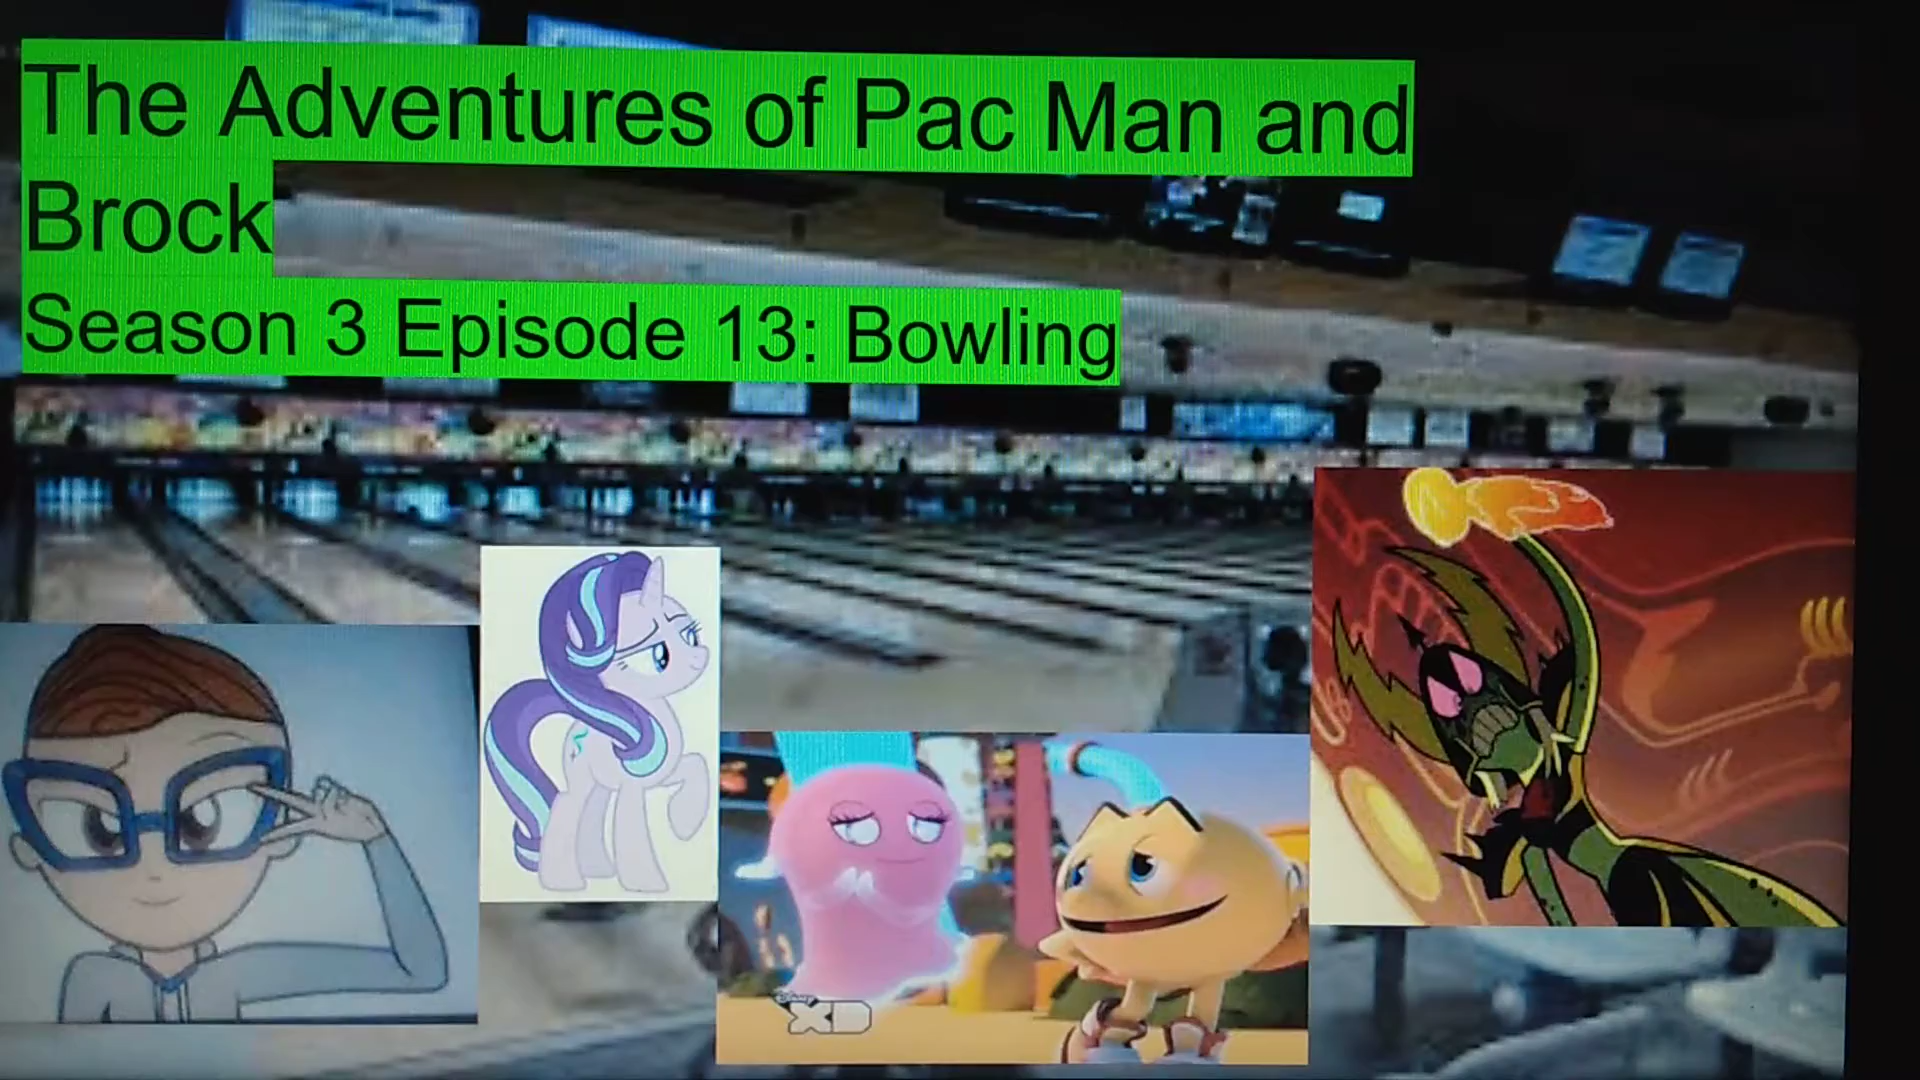 The Adventures of Pac Man and
Brock
Season 3 Episode 13: Bowling
Disney
XD